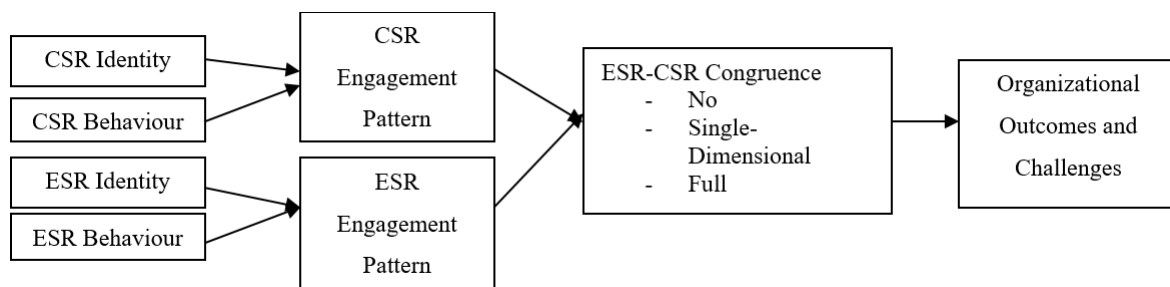 CSR Identity
CSR Behaviour
ESR Identity
ESR Behaviour
CSR
Engagement
Pattern
ESR
Engagement
Pattern
ESR-CSR Congruence
- No
- Single-
Dimensional
- Full
Organizational
Outcomes and
Challenges